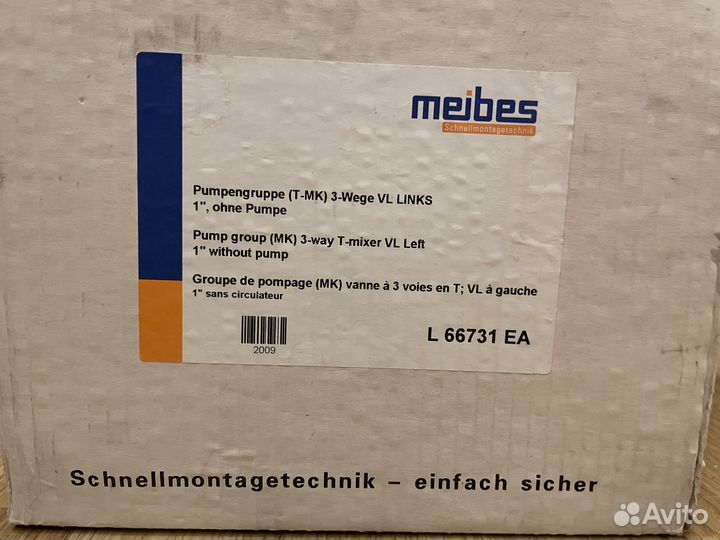 meibes
Schnellmontagetechnik
Pumpengruppe (T-MK) 3-Wege VL LINKS
1", ohne Pumpe
Pump group (MK) 3-way T-mixer VL Left
1" without pump
Groupe de pompage (MK) vanne à 3 voies en T; VL à gauche
1" sans circulateur
2009
L 66731 EA
Schnellmontagetechnik – einfach sicher
Avito